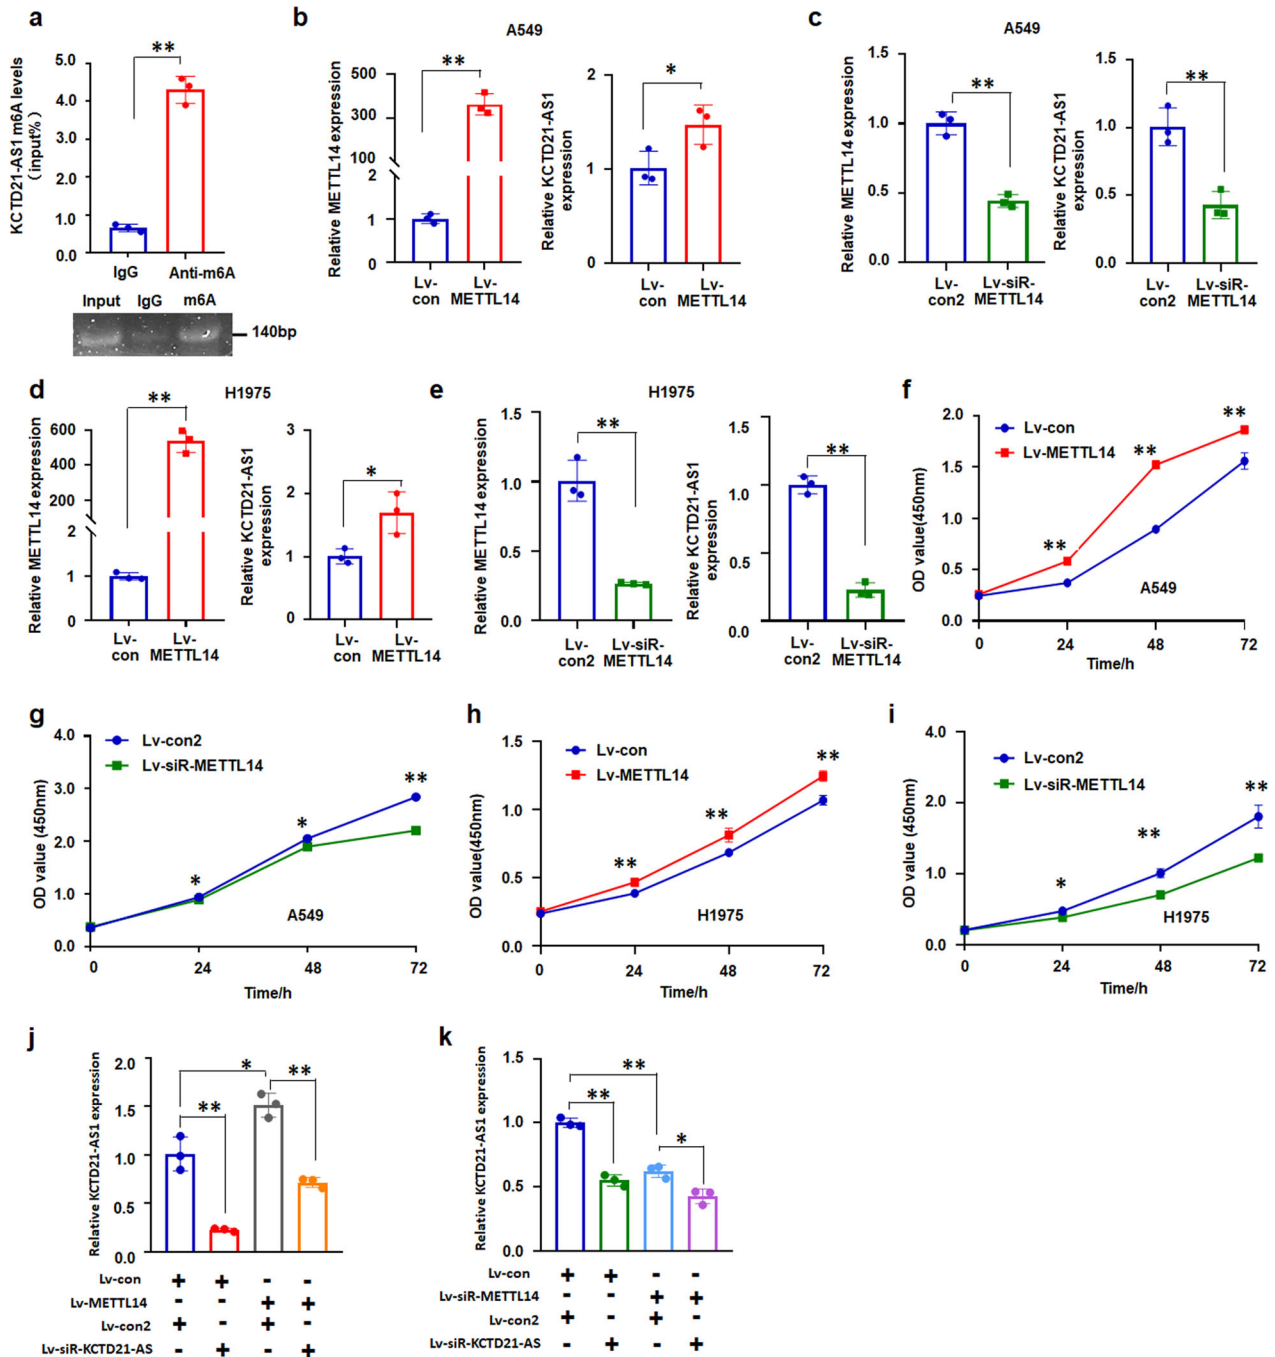 a
KCTD21-AS1 m6A levels
(input%)
5.0
4.0
3.0
2.0
1.0
0.0
**
IgG
Anti-m6A
Input IgG m6A
140bp
b
A549
Relative METTL14 expression
500
300
100
2
1
0
**
Lv-
con
Lv-
METTL14
Relative KCTD21-AS1
expression
2
1
0
*
Lv-
con
Lv-
METTL14
c
A549
Relative METTL14 expression
1.5
1.0
0.5
0.0
**
Lv-
con2
Lv-siR-
METTL14
Relative KCTD21-AS1
expression
1.5
1.0
0.5
0.0
**
Lv-
con2
Lv-siR-
METTL14
d
H1975
Relative METTL14 expression
600
400
200
2
1
0
**
Lv-
con
Lv-
METTL14
Relative KCTD21-AS1
expression
3
2
1
0
*
Lv-
con
Lv-
METTL14
e
H1975
Relative METTL14 expression
1.5
1.0
0.5
0.0
**
Lv-
con2
Lv-siR-
METTL14
Relative KCTD21-AS1
expression
1.5
1.0
0.5
0.0
**
Lv-
con2
Lv-siR-
METTL14
f
OD value(450nm)
2.0
1.5
1.0
0.5
0.0
Lv-con
Lv-METTL14
**
**
**
A549
0 24 48 72
Time/h
g
OD value (450nm)
4.0
3.0
2.0
1.0
0.0
Lv-con2
Lv-siR-METTL14
*
*
**
A549
0 24 48 72
Time/h
h
OD value(450nm)
1.5
1.0
0.5
0.0
Lv-con
Lv-METTL14
**
**
**
H1975
0 24 48 72
Time/h
i
OD value (450nm)
4.0
2.0
1.0
0.0
Lv-con2
Lv-siR-METTL14
*
**
**
H1975
0 24 48 72
Time/h
j
Relative KCTD21-AS1 expression
2.0
1.5
1.0
0.5
0.0
*
**
**
Lv-con + + - -
Lv-METTL14 - - + +
Lv-con2 + - + -
Lv-siR-KCTD21-AS - + - +
k
Relative KCTD21-AS1 expression
1.5
1.0
0.5
0.0
**
**
*
Lv-con + + - -
Lv-siR-METTL14 - - + +
Lv-con2 + - + -
Lv-siR-KCTD21-AS - + - +